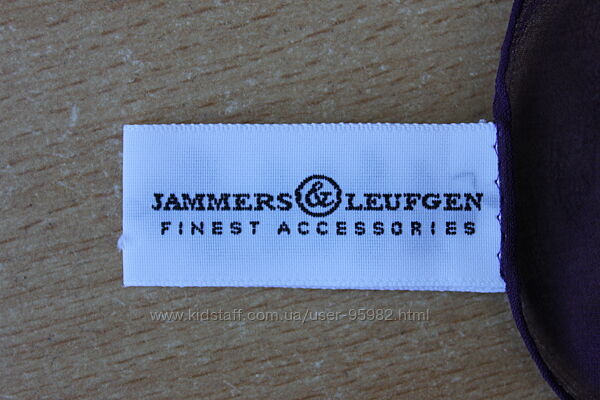 JAMMERS & LEUFGEN
FINEST ACCESSORIES
www.kidstaff.com.ua/user-95982.html